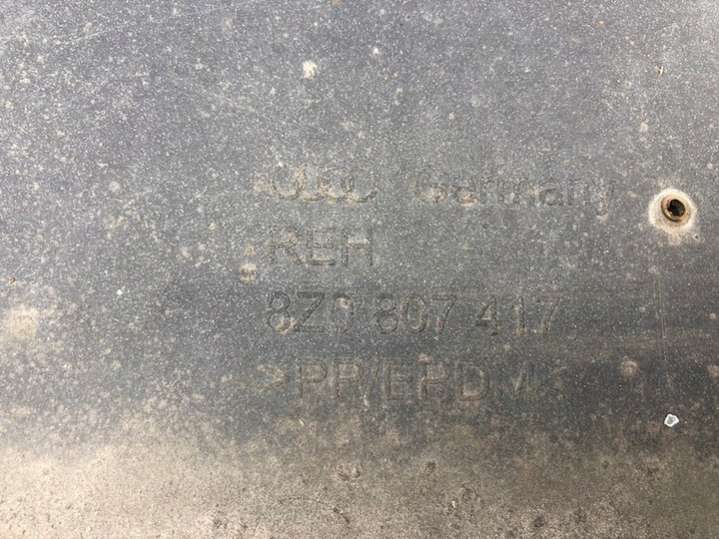 Germany
REH
8Z0 807 417
>PP/EPDM<